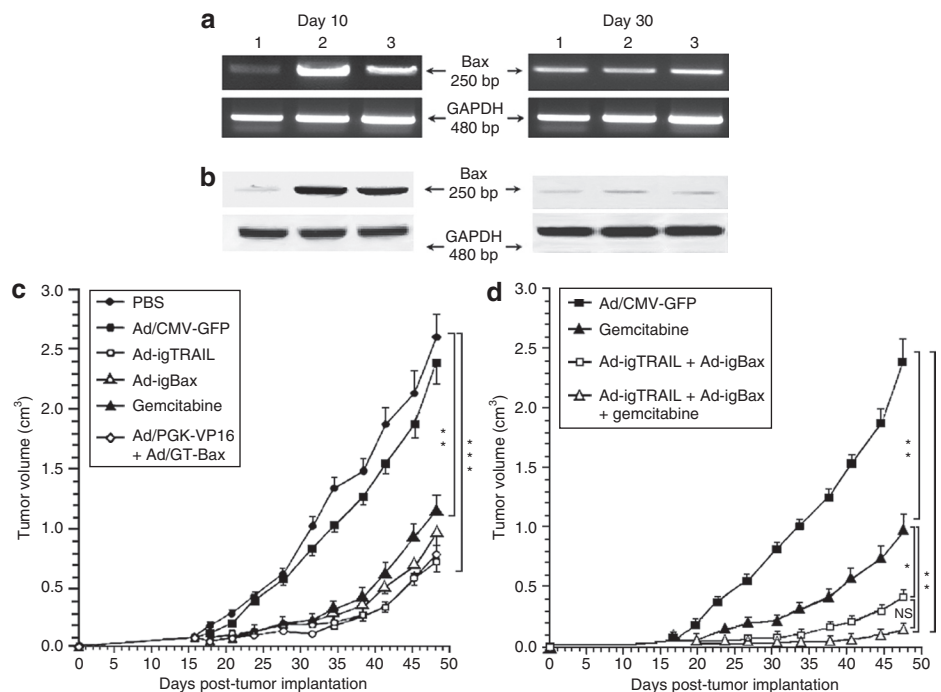 a
Day 10
Day 30
1 2 3
1 2 3
Bax
250 bp
GAPDH
480 bp
b
Bax
250 bp
GAPDH
480 bp
c
3.0
2.5
2.0
1.5
1.0
0.5
0.0
Tumor volume (cm3)
PBS
Ad/CMV-GFP
Ad-igTRAIL
Ad-igBax
Gemcitabine
Ad/PGK-VP16
+ Ad/GT-Bax
**
***
0 5 10 15 20 25 30 35 40 45 50
Days post-tumor implantation
d
3.0
2.5
2.0
1.5
1.0
0.5
0.0
Tumor volume (cm3)
Ad/CMV-GFP
Gemcitabine
Ad-igTRAIL + Ad-igBax
Ad-igTRAIL + Ad-igBax
+ gemcitabine
**
*
**
NS
0 5 10 15 20 25 30 35 40 45 50
Days post-tumor implantation